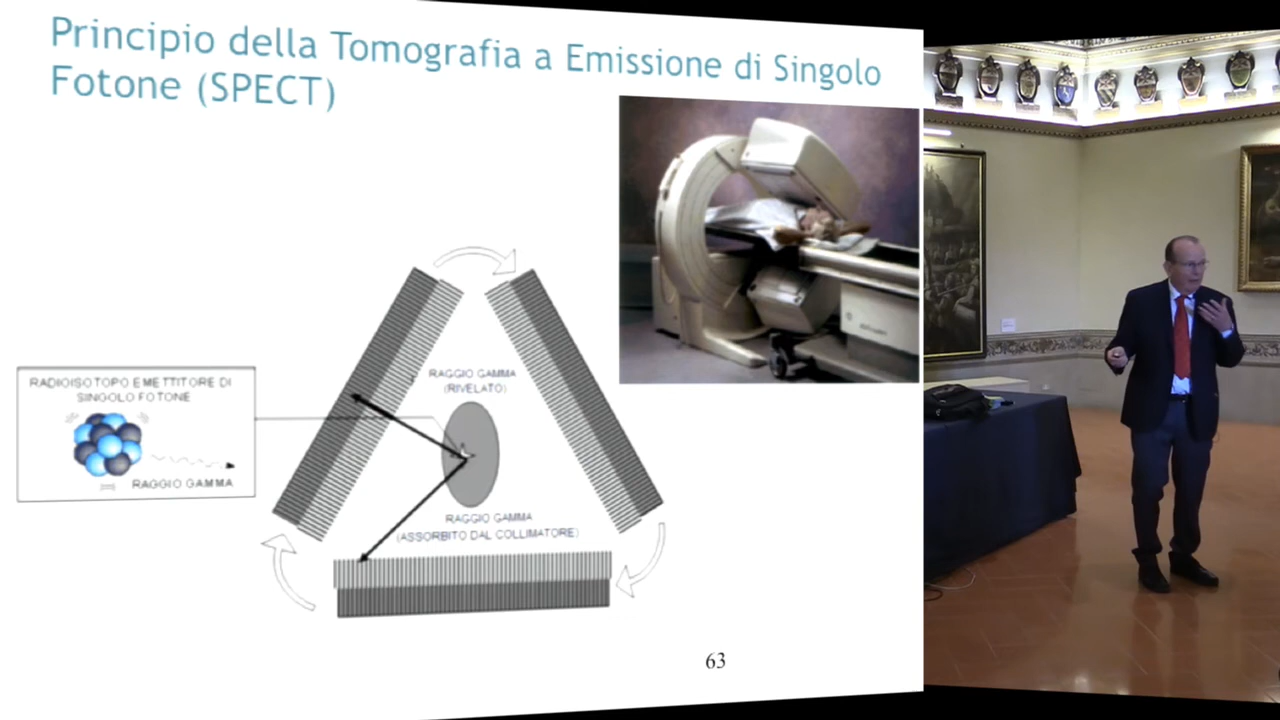 Principio della Tomografia a Emissione di Singolo
Fotone (SPECT)
RADIOISOTOPO EMETTITORE DI
SINGOLO FOTONE
RAGGIO GAMMA
RAGGIO GAMMA
(RIVELATO)
RAGGIO GAMMA
(ASSORBITO DAL COLLIMATORE)
63